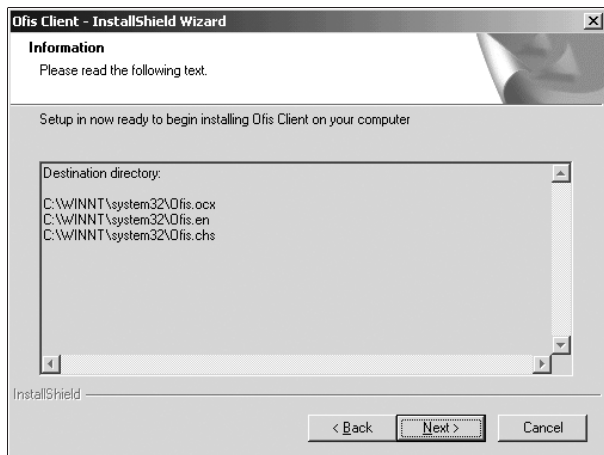 Ofis Client - InstallShield Wizard
Information
Please read the following text.
Setup in now ready to begin installing Ofis Client on your computer
Destination directory:
C:\WINNT\system32\Ofis.ocx
C:\WINNT\system32\Ofis.en
C:\WINNT\system32\Ofis.chs
InstallShield
< Back
Next >
Cancel